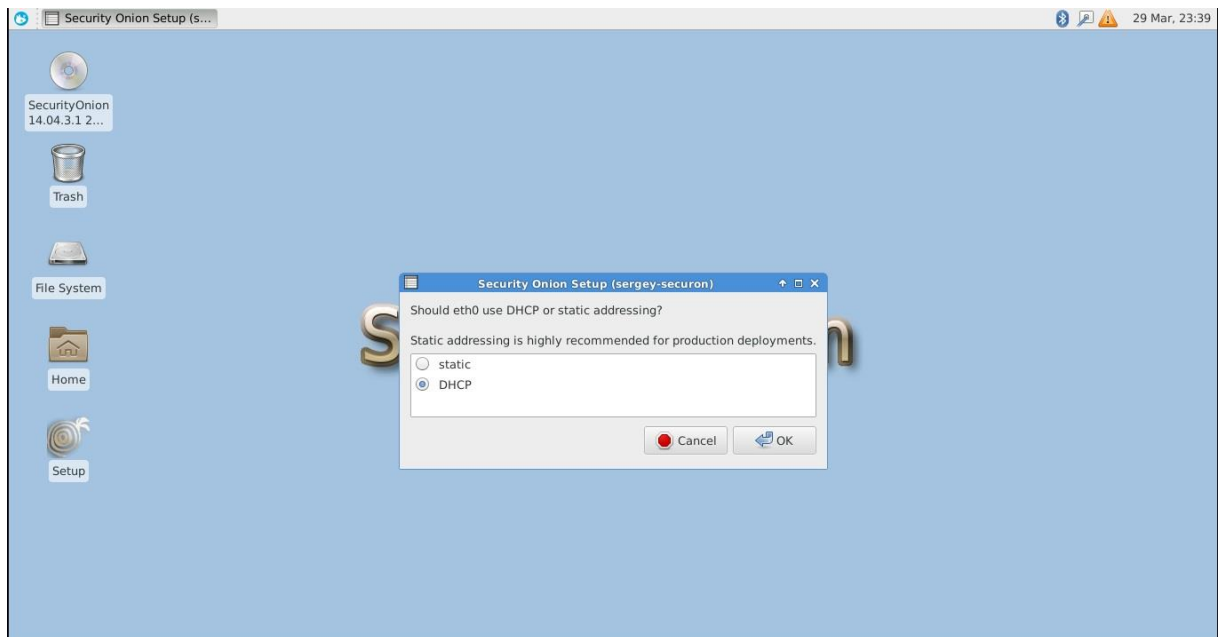 Security Onion Setup (s...
29 Mar, 23:39
SecurityOnion
14.04.3.1 2...
Trash
File System
Home
Setup
Security Onion Setup (sergey-securon)
Should eth0 use DHCP or static addressing?
Static addressing is highly recommended for production deployments.
static
DHCP
Cancel
OK